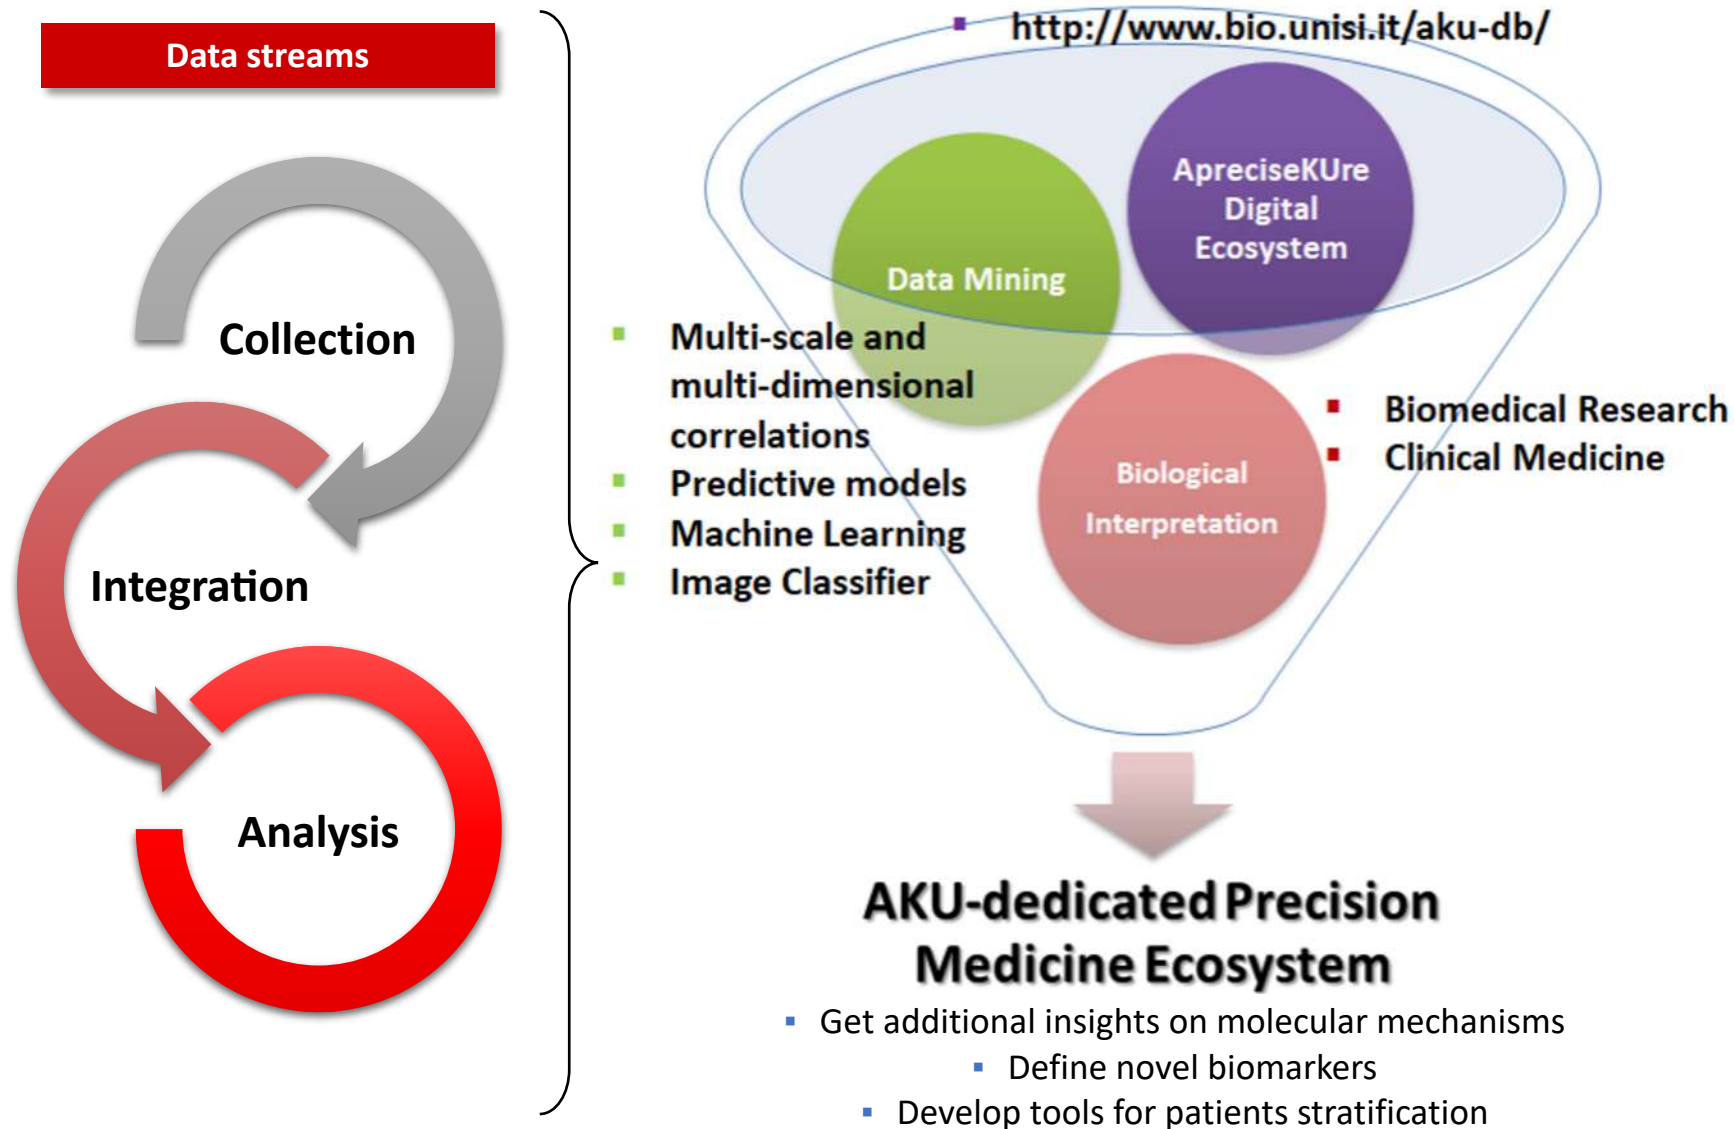 Data streams
Collection
Integration
Analysis
▪ http://www.bio.unisi.it/aku-db/
ApreciseKUre
Digital
Ecosystem
Data Mining
▪ Multi-scale and
multi-dimensional
correlations
▪ Predictive models
▪ Machine Learning
▪ Image Classifier
Biological
Interpretation
▪ Biomedical Research
▪ Clinical Medicine
AKU-dedicated Precision
Medicine Ecosystem
▪ Get additional insights on molecular mechanisms
▪ Define novel biomarkers
▪ Develop tools for patients stratification